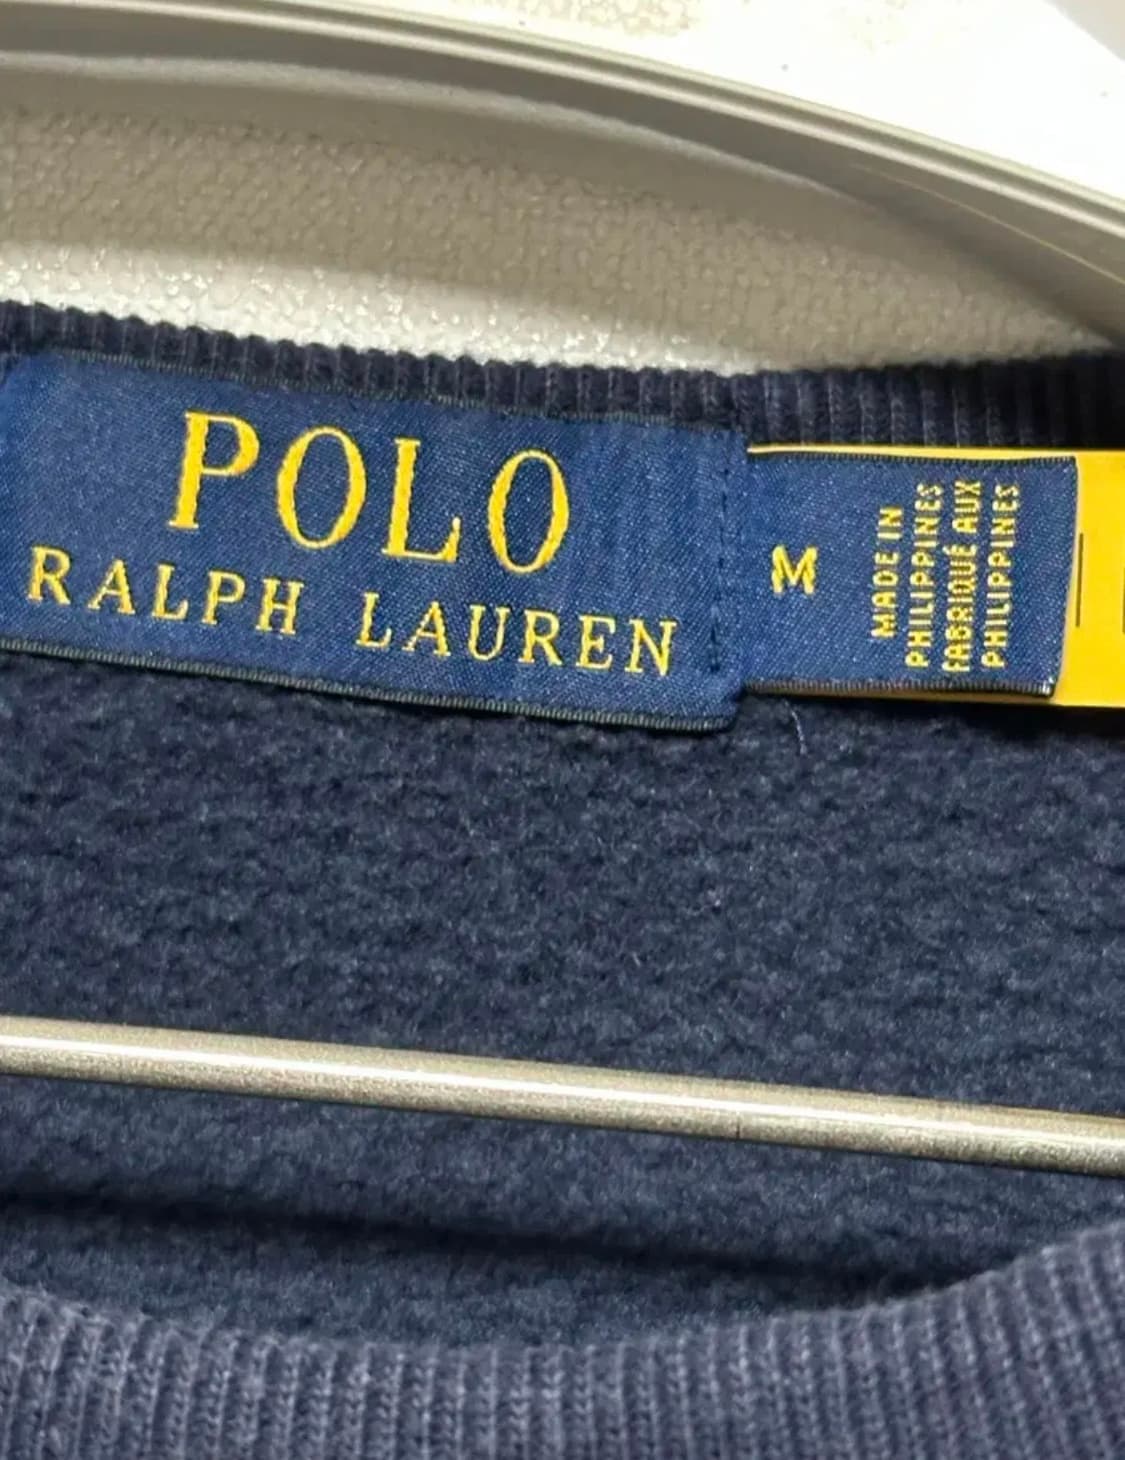 POLO
RALPH LAUREN
M
MADE IN
PHILIPPINES
FABRIQUÉ AUX
PHILIPPINES